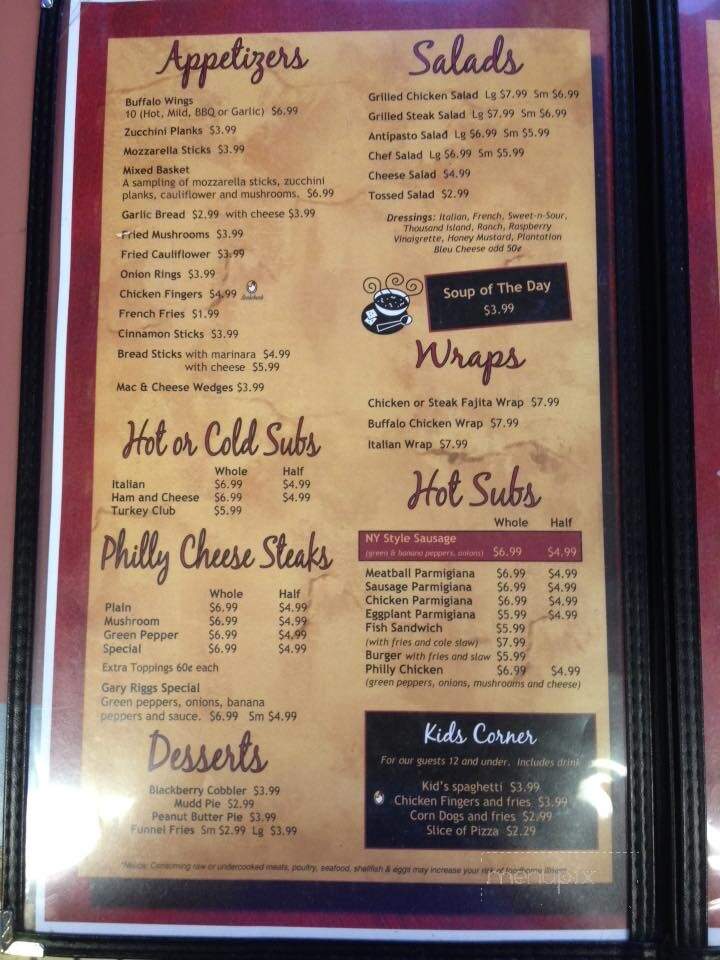 Appetizers
Buffalo Wings
10 (Hot, Mild, BBQ or Garlic) $6.99
Zucchini Planks $3.99
Mozzarella Sticks $3.99
Mixed Basket
A sampling of mozzarella sticks, zucchini
planks, cauliflower and mushrooms. $6.99
Garlic Bread $2.99 with cheese $3.99
Fried Mushrooms $3.99
Fried Cauliflower $3.99
Onion Rings $3.99
Chicken Fingers $4.99
French Fries $1.99
Cinnamon Sticks $3.99
Bread Sticks with marinara $4.99
with cheese $5.99
Mac & Cheese Wedges $3.99
Hot or Cold Subs
Whole Half
Italian $6.99 $4.99
Ham and Cheese $6.99 $4.99
Turkey Club $5.99
Philly Cheese Steaks
Whole Half
Plain $6.99 $4.99
Mushroom $6.99 $4.99
Green Pepper $6.99 $4.99
Special $6.99 $4.99
Extra Toppings 60¢ each
Gary Riggs Special
Green peppers, onions, banana
peppers and sauce. $6.99 Sm $4.99
Desserts
Blackberry Cobbler $3.99
Mudd Pie $2.99
Peanut Butter Pie $3.99
Funnel Fries Sm $2.99 Lg $3.99
Salads
Grilled Chicken Salad Lg $7.99 Sm $6.99
Grilled Steak Salad Lg $7.99 Sm $6.99
Antipasto Salad Lg $6.99 Sm $5.99
Chef Salad Lg $6.99 Sm $5.99
Cheese Salad $4.99
Tossed Salad $2.99
Dressings: Italian, French, Sweet-n-Sour,
Thousand Island, Ranch, Raspberry
Vinaigrette, Honey Mustard, Plantation
Bleu Cheese add 50¢
Soup of The Day
$3.99
Wraps
Chicken or Steak Fajita Wrap $7.99
Buffalo Chicken Wrap $7.99
Italian Wrap $7.99
Hot Subs
Whole Half
NY Style Sausage
(green & banana peppers, onions) $6.99 $4.99
Meatball Parmigiana $6.99 $4.99
Sausage Parmigiana $6.99 $4.99
Chicken Parmigiana $6.99 $4.99
Eggplant Parmigiana $5.99 $4.99
Fish Sandwich $5.99
(with fries and cole slaw) $7.99
Burger with fries and slaw $5.99
Philly Chicken $6.99 $4.99
(green peppers, onions, mushrooms and cheese)
Kids Corner
For our guests 12 and under. Includes drink
Kid's spaghetti $3.99
Chicken Fingers and fries $3.99
Corn Dogs and fries $2.99
Slice of Pizza $2.29
*Notice: Consuming raw or undercooked meats, poultry, seafood, shellfish & eggs may increase your risk of foodborne illness
menupix